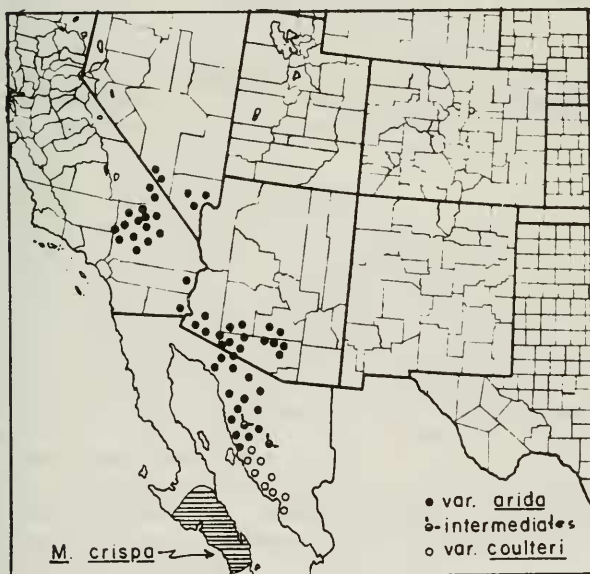 ● var. arida
-intermediates
○ var. coulteri
M. crispa